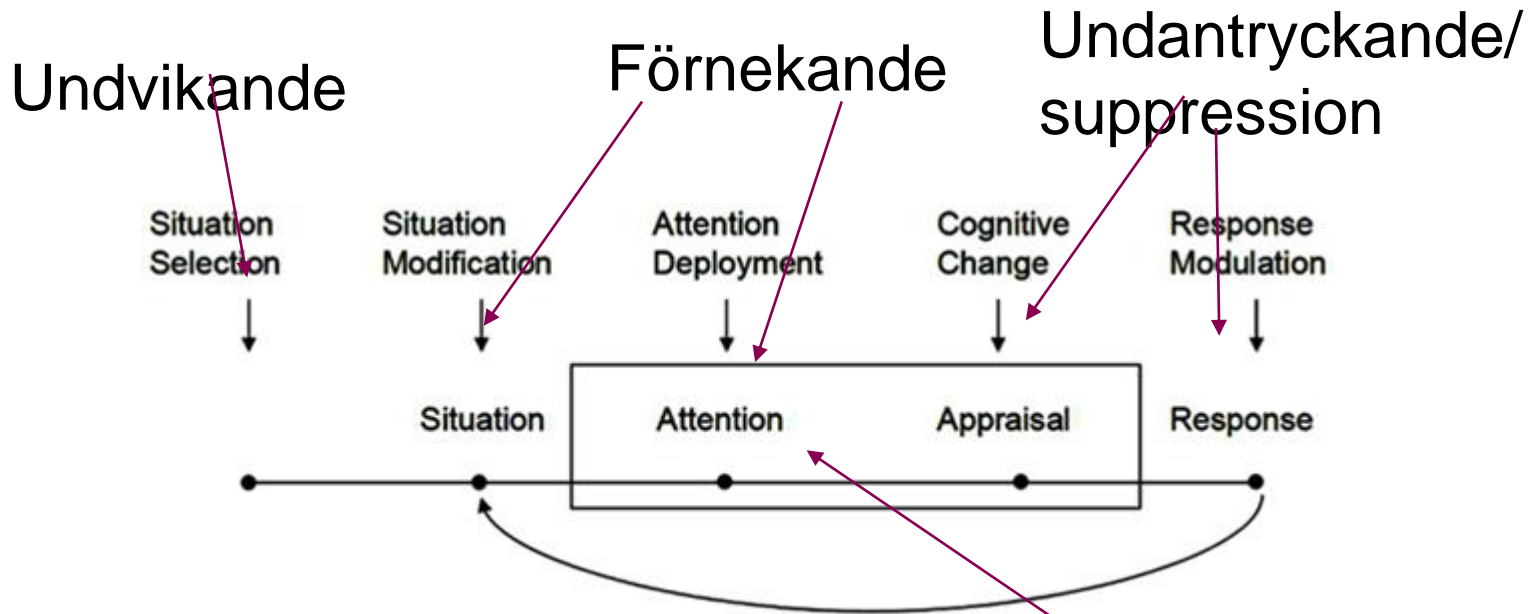 Undvikande
Förnekande
Undantryckande/
suppression
Situation
Selection
Situation
Modification
Attention
Deployment
Cognitive
Change
Response
Modulation
Situation
Attention
Appraisal
Response